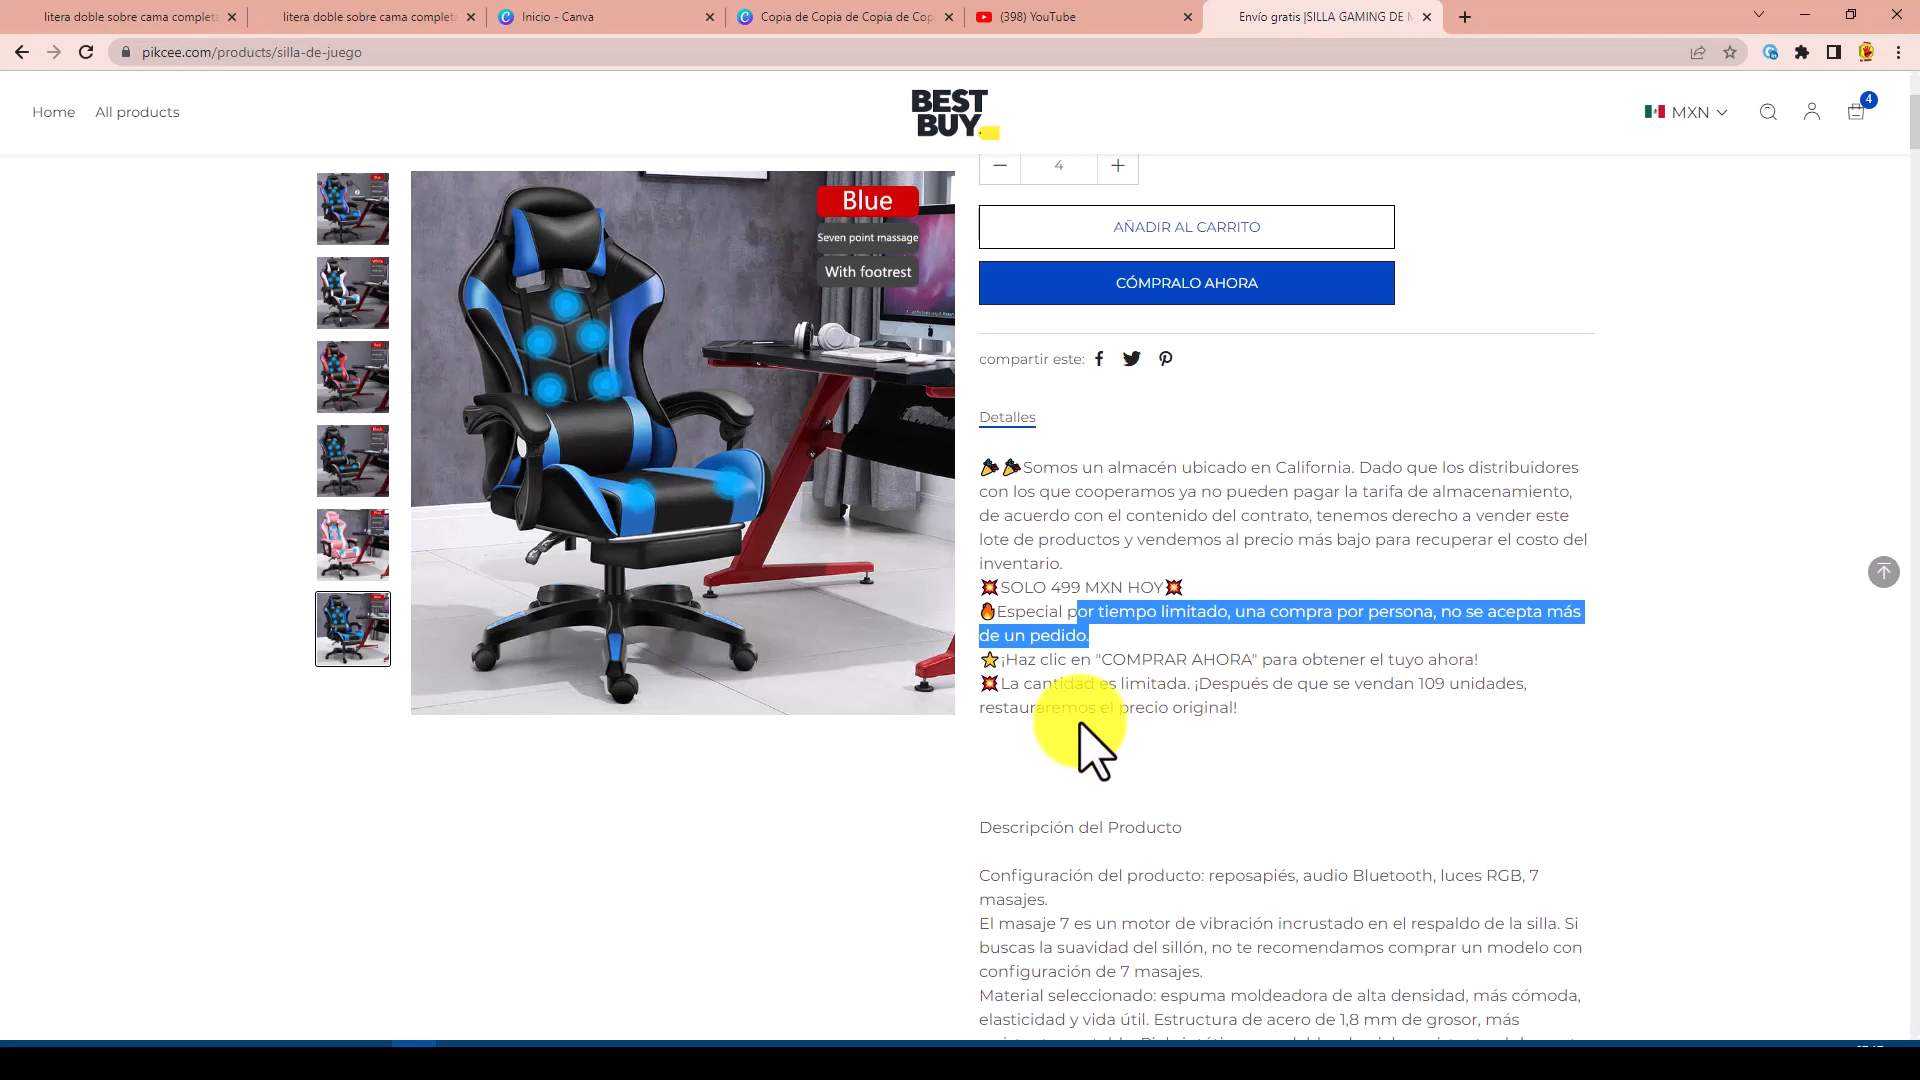 litera doble sobre cama completa
litera doble sobre cama completa
Inicio - Canva
Copia de Copia de Copia de Cop
(398) YouTube
Envío gratis |SILLA GAMING DE M
pikcee.com/products/silla-de-juego
Home
All products
BEST
BUY
MXN
4
4
AÑADIR AL CARRITO
CÓMPRALO AHORA
compartir este:
Detalles
Somos un almacén ubicado en California. Dado que los distribuidores
con los que cooperamos ya no pueden pagar la tarifa de almacenamiento,
de acuerdo con el contenido del contrato, tenemos derecho a vender este
lote de productos y vendemos al precio más bajo para recuperar el costo del
inventario.
💥SOLO 499 MXN HOY💥
🔥Especial por tiempo limitado, una compra por persona, no se acepta más
de un pedido.
⭐¡Haz clic en "COMPRAR AHORA" para obtener el tuyo ahora!
💥La cantidad es limitada. ¡Después de que se vendan 109 unidades,
restauraremos el precio original!
Descripción del Producto
Configuración del producto: reposapiés, audio Bluetooth, luces RGB, 7
masajes.
El masaje 7 es un motor de vibración incrustado en el respaldo de la silla. Si
buscas la suavidad del sillón, no te recomendamos comprar un modelo con
configuración de 7 masajes.
Material seleccionado: espuma moldeadora de alta densidad, más cómoda,
elasticidad y vida útil. Estructura de acero de 1,8 mm de grosor, más
Blue
Seven point massage
With footrest